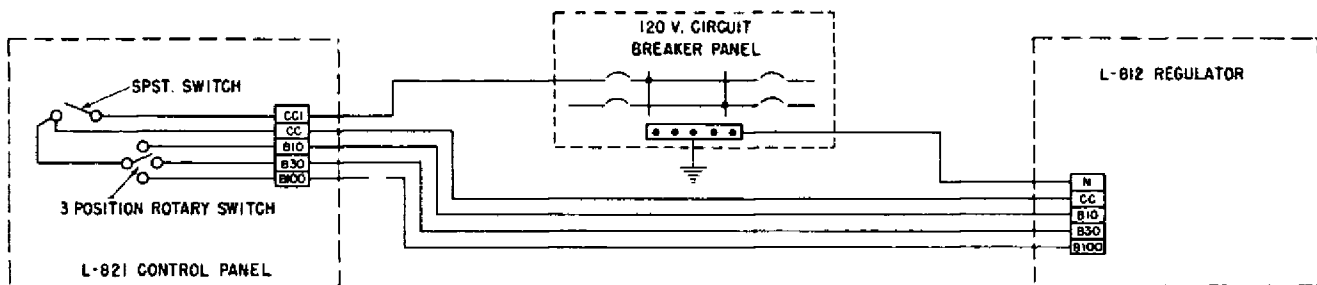 120 V. CIRCUIT
BREAKER PANEL
L-812 REGULATOR
SPST. SWITCH
CC1
CC
B10
B30
B100
3 POSITION ROTARY SWITCH
L-821 CONTROL PANEL
N
CC
B10
B30
B100